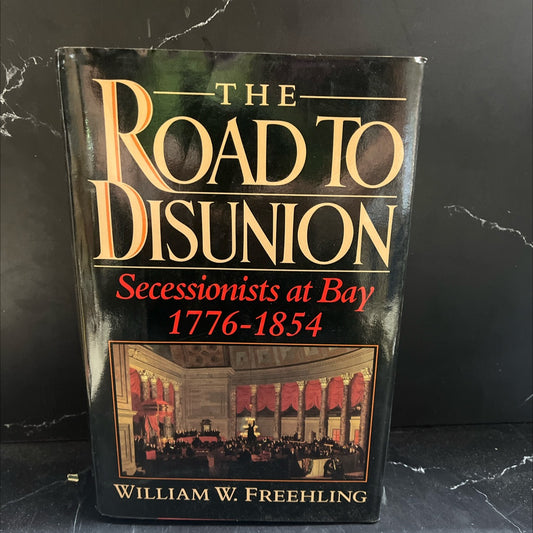 THE
ROAD TO
DISUNION
Secessionists at Bay
1776-1854
WILLIAM W. FREEHLING